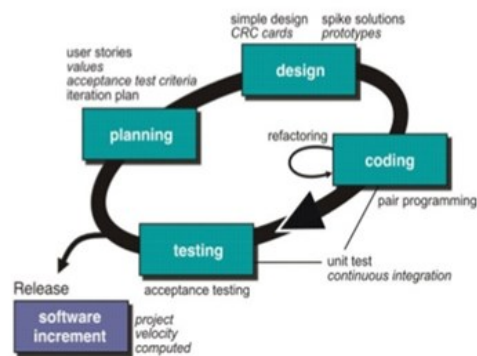 simple design
CRC cards
spike solutions
prototypes
user stories
values
acceptance test criteria
iteration plan
design
planning
refactoring
coding
pair programming
testing
unit test
continuous integration
acceptance testing
Release
software
increment
project
velocity
computed